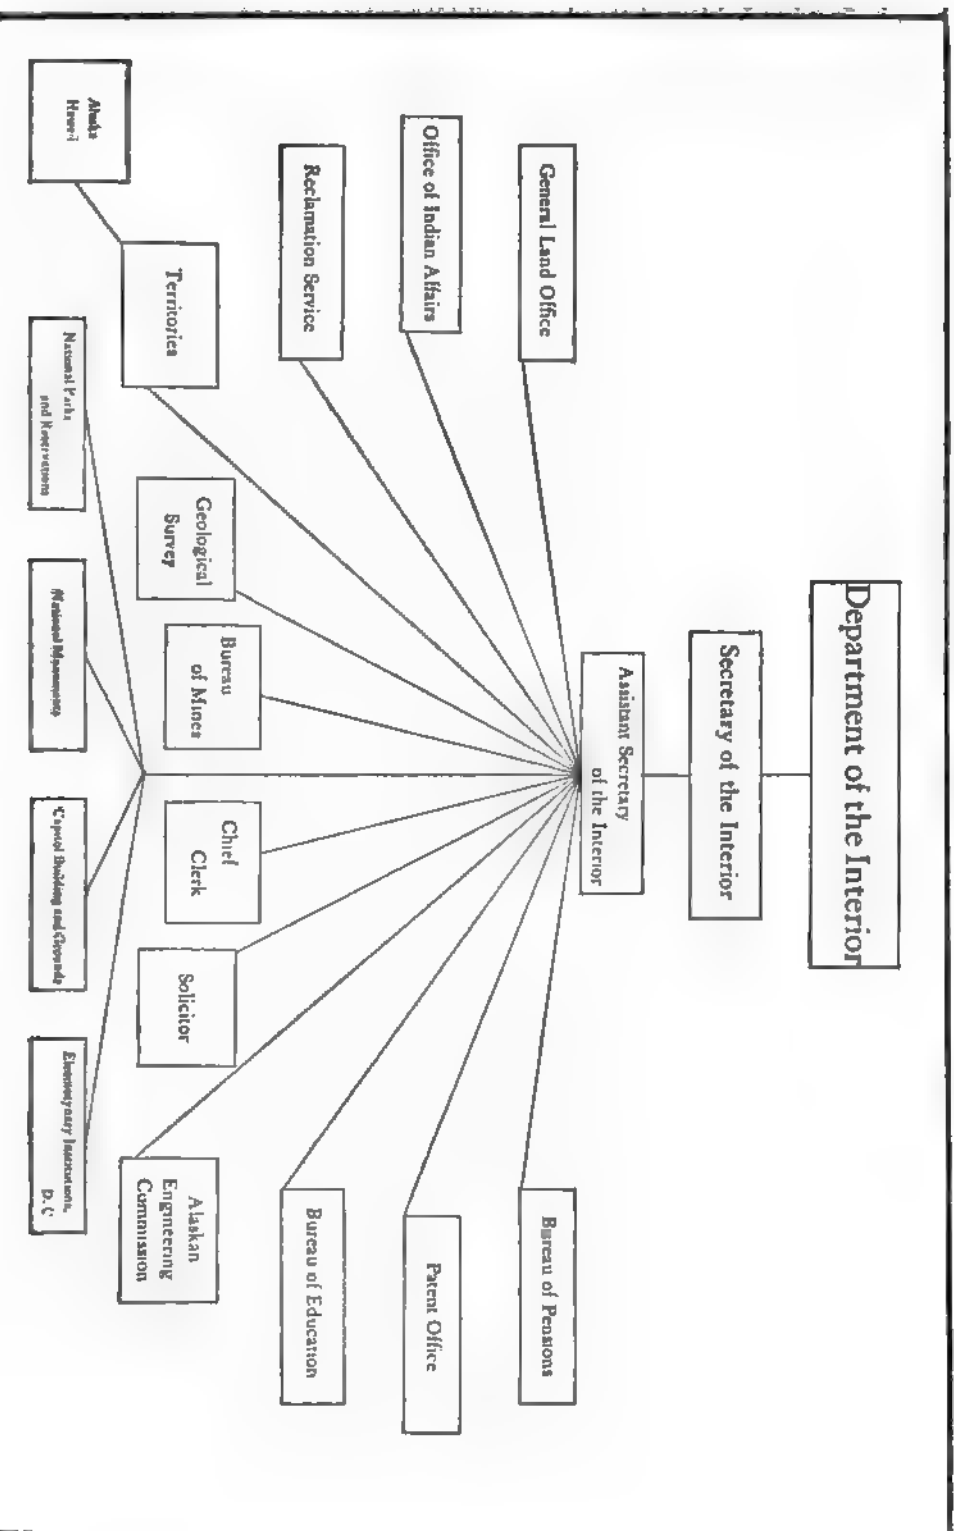 Department of the Interior
Secretary of the Interior
Assistant Secretary
of the Interior
General Land Office
Bureau of Pensions
Office of Indian Affairs
Patent Office
Reclamation Service
Bureau of Education
Territories
Geological
Survey
Bureau
of Mines
Chief
Clerk
Solicitor
Alaskan
Engineering
Commission
Alaska
Hawaii
National Parks
and Reservations
National Monuments
Capitol Building and Grounds
Eleemosynary Institutions,
D. C